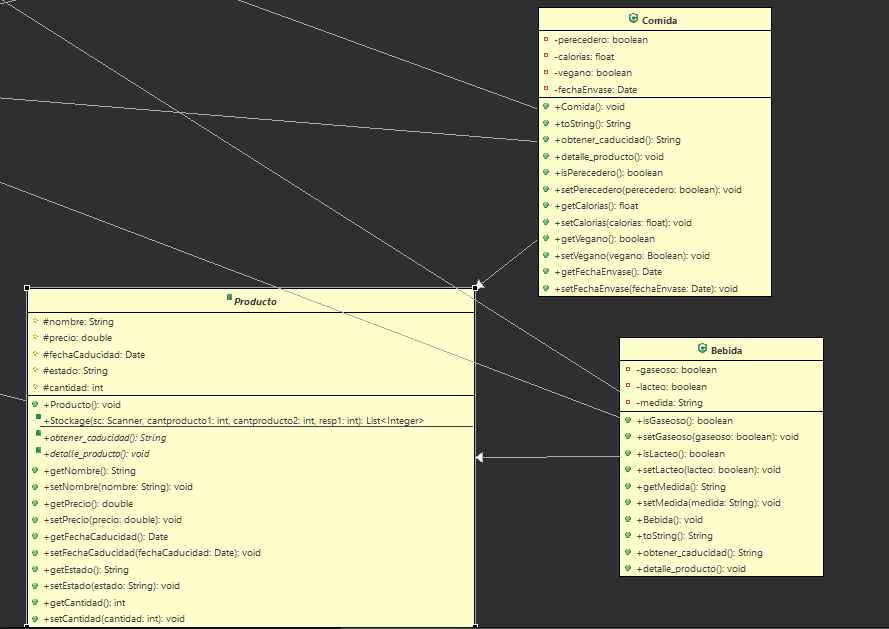 Comida
-perecedero: boolean
-calorias: float
-vegano: boolean
-fechaEnvase: Date
+Comida(): void
+toString(): String
+obtener_caducidad(): String
+detalle_producto(): void
+isPerecedero(): boolean
+setPerecedero(perecedero: boolean): void
+getCalorias(): float
+setCalorias(calorias: float): void
+getVegano(): boolean
+setVegano(vegano: Boolean): void
+getFechaEnvase(): Date
+setFechaEnvase(fechaEnvase: Date): void
Producto
#nombre: String
#precio: double
#fechaCaducidad: Date
#estado: String
#cantidad: int
+Producto(): void
+Stockage(sc: Scanner, cantproducto1: int, cantproducto2: int, resp1: int): List<Integer>
+obtener_caducidad(): String
+detalle_producto(): void
+getNombre(): String
+setNombre(nombre: String): void
+getPrecio(): double
+setPrecio(precio: double): void
+getFechaCaducidad(): Date
+setFechaCaducidad(fechaCaducidad: Date): void
+getEstado(): String
+setEstado(estado: String): void
+getCantidad(): int
+setCantidad(cantidad: int): void
Bebida
-gaseoso: boolean
-lacteo: boolean
-medida: String
+isGaseoso(): boolean
+setGaseoso(gaseoso: boolean): void
+isLacteo(): boolean
+setLacteo(lacteo: boolean): void
+getMedida(): String
+setMedida(medida: String): void
+Bebida(): void
+toString(): String
+obtener_caducidad(): String
+detalle_producto(): void